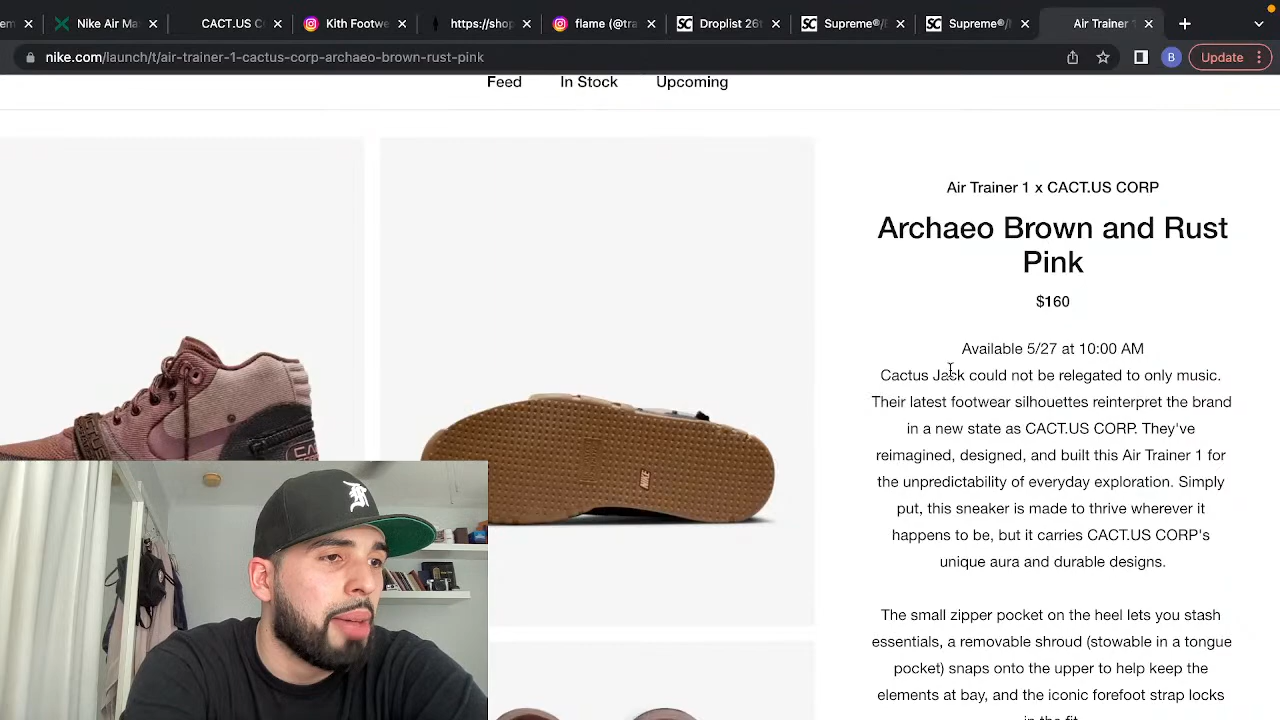 em
Nike Air Ma
CACT.US C
Kith Footwe
https://shop
flame (@tra
Droplist 26t
Supreme®/
Supreme®/
Air Trainer 1
nike.com/launch/t/air-trainer-1-cactus-corp-archaeo-brown-rust-pink
B
Update
Feed
In Stock
Upcoming
Air Trainer 1 x CACT.US CORP
Archaeo Brown and Rust
Pink
$160
Available 5/27 at 10:00 AM
Cactus Jack could not be relegated to only music.
Their latest footwear silhouettes reinterpret the brand
in a new state as CACT.US CORP. They've
reimagined, designed, and built this Air Trainer 1 for
the unpredictability of everyday exploration. Simply
put, this sneaker is made to thrive wherever it
happens to be, but it carries CACT.US CORP's
unique aura and durable designs.
The small zipper pocket on the heel lets you stash
essentials, a removable shroud (stowable in a tongue
pocket) snaps onto the upper to help keep the
elements at bay, and the iconic forefoot strap locks
in the fit.